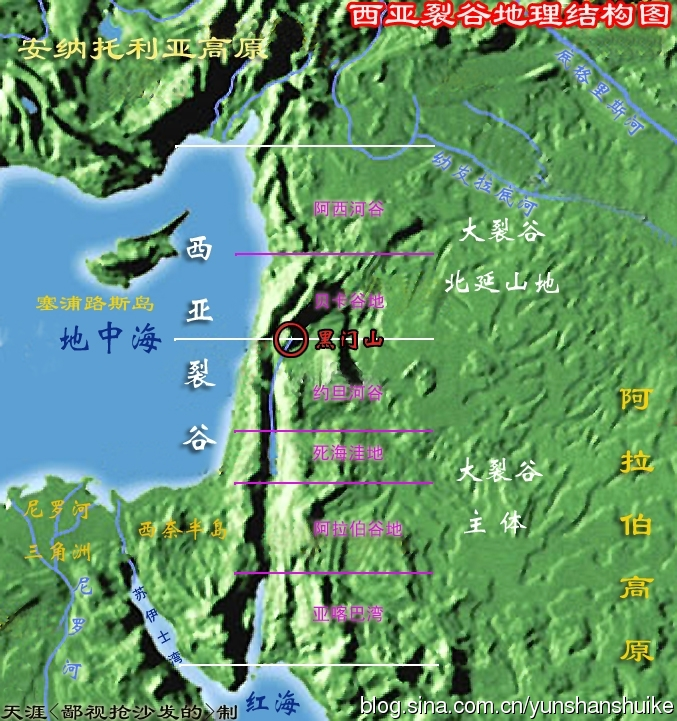 西亚裂谷地理结构图
安纳托利亚高原
底格里斯河
幼发拉底河
阿西河谷
大裂谷
北延山地
西亚裂谷
塞浦路斯岛
贝卡谷地
地中海
黑门山
约旦河谷
阿拉伯高原
死海洼地
大裂谷
主体
尼罗河
三角洲
西奈半岛
阿拉伯谷地
尼罗河
苏伊士湾
亚喀巴湾
红海
天涯<鄙视抢沙发的>制
blog.sina.com.cn/yunshanshuike